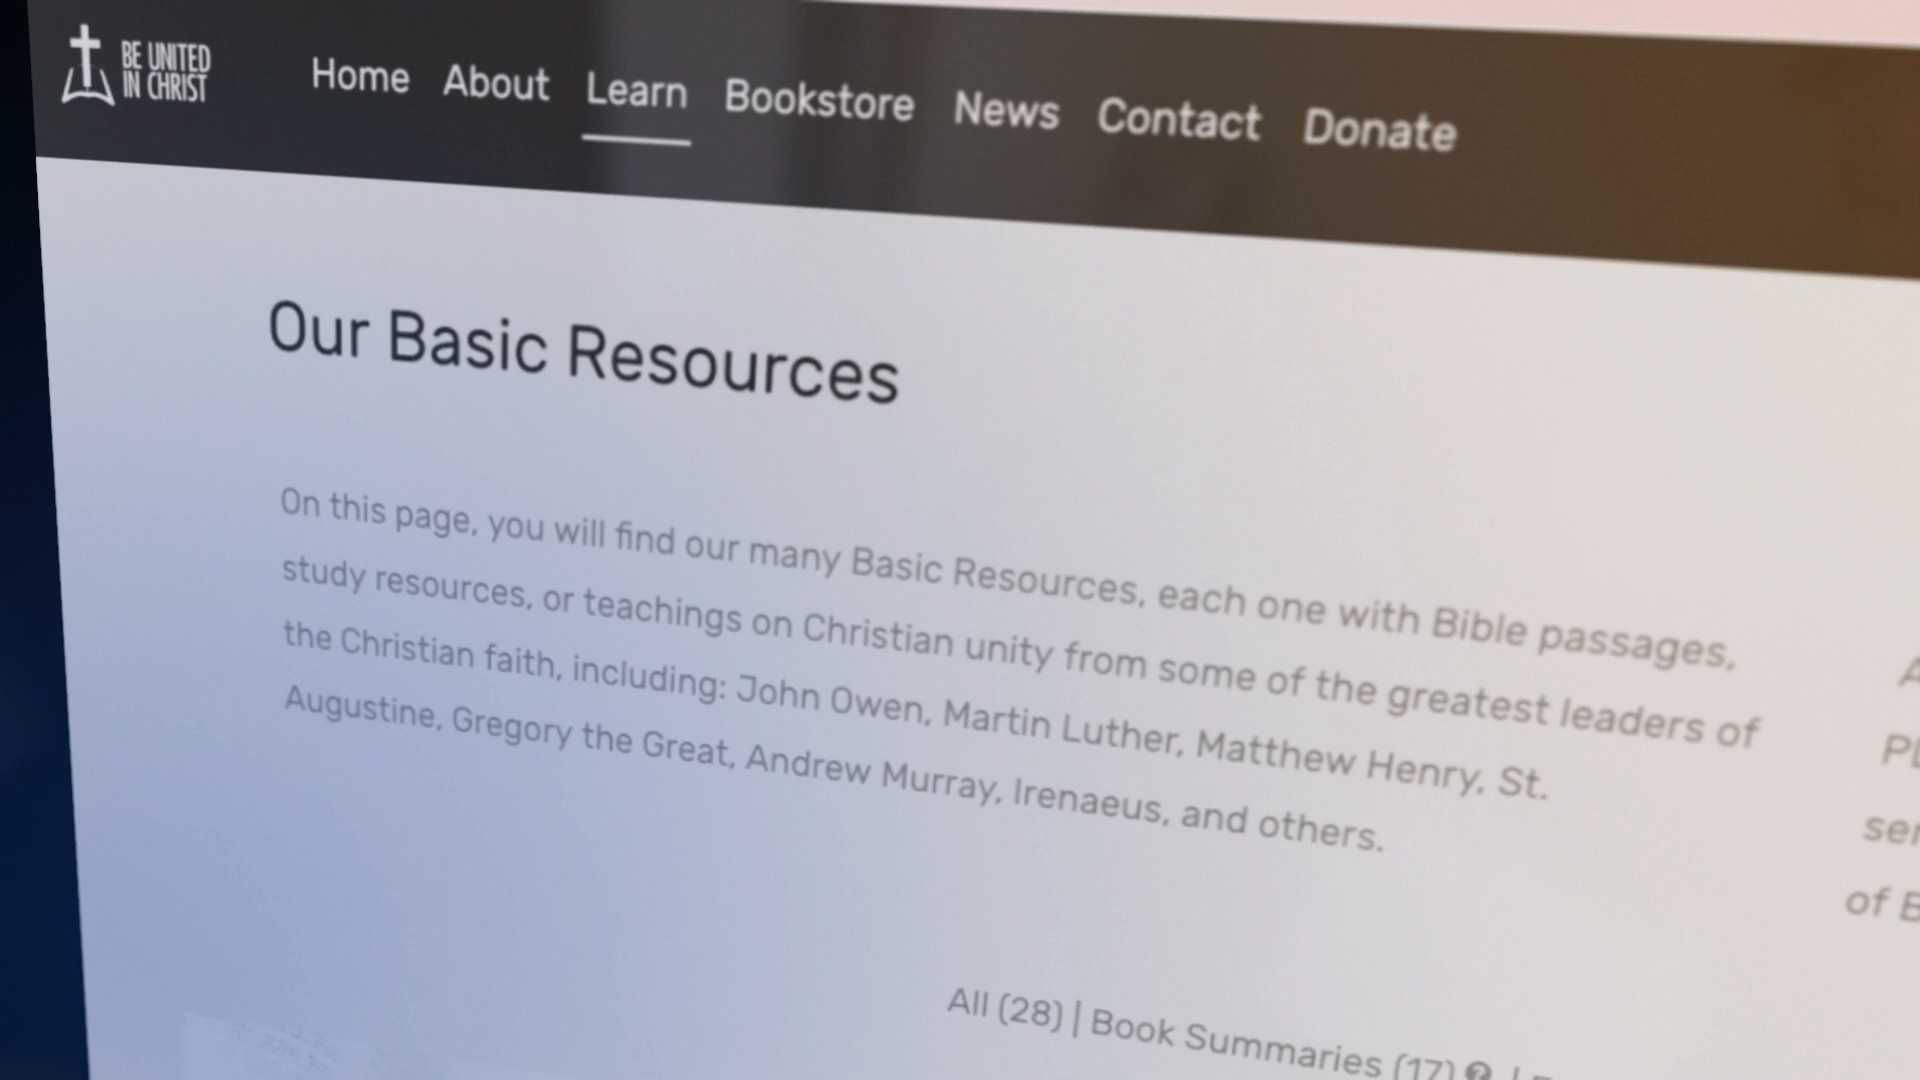 BE UNITED
IN CHRIST
Home About Learn Bookstore News Contact Donate
Our Basic Resources
On this page, you will find our many Basic Resources, each one with Bible passages,
study resources, or teachings on Christian unity from some of the greatest leaders of
the Christian faith, including: John Owen, Martin Luther, Matthew Henry, St.
Augustine, Gregory the Great, Andrew Murray, Irenaeus, and others.
of
All (28) | Book Summaries (17)